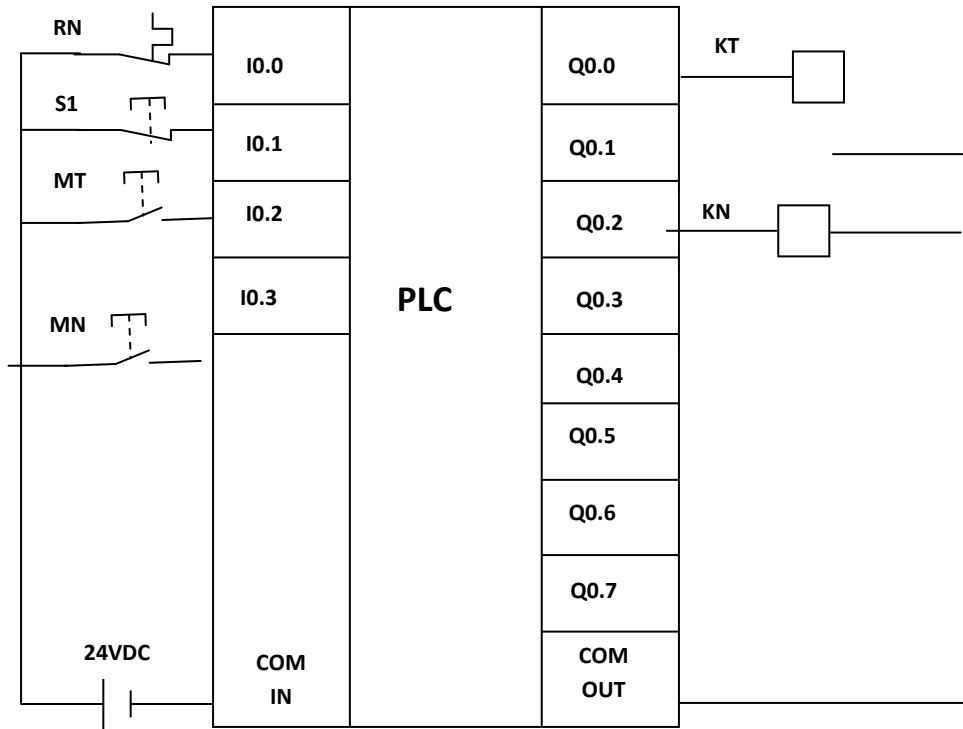 RN
S1
MT
MN
24VDC
I0.0
I0.1
I0.2
I0.3
COM
IN
PLC
Q0.0
Q0.1
Q0.2
Q0.3
Q0.4
Q0.5
Q0.6
Q0.7
COM
OUT
KT
KN